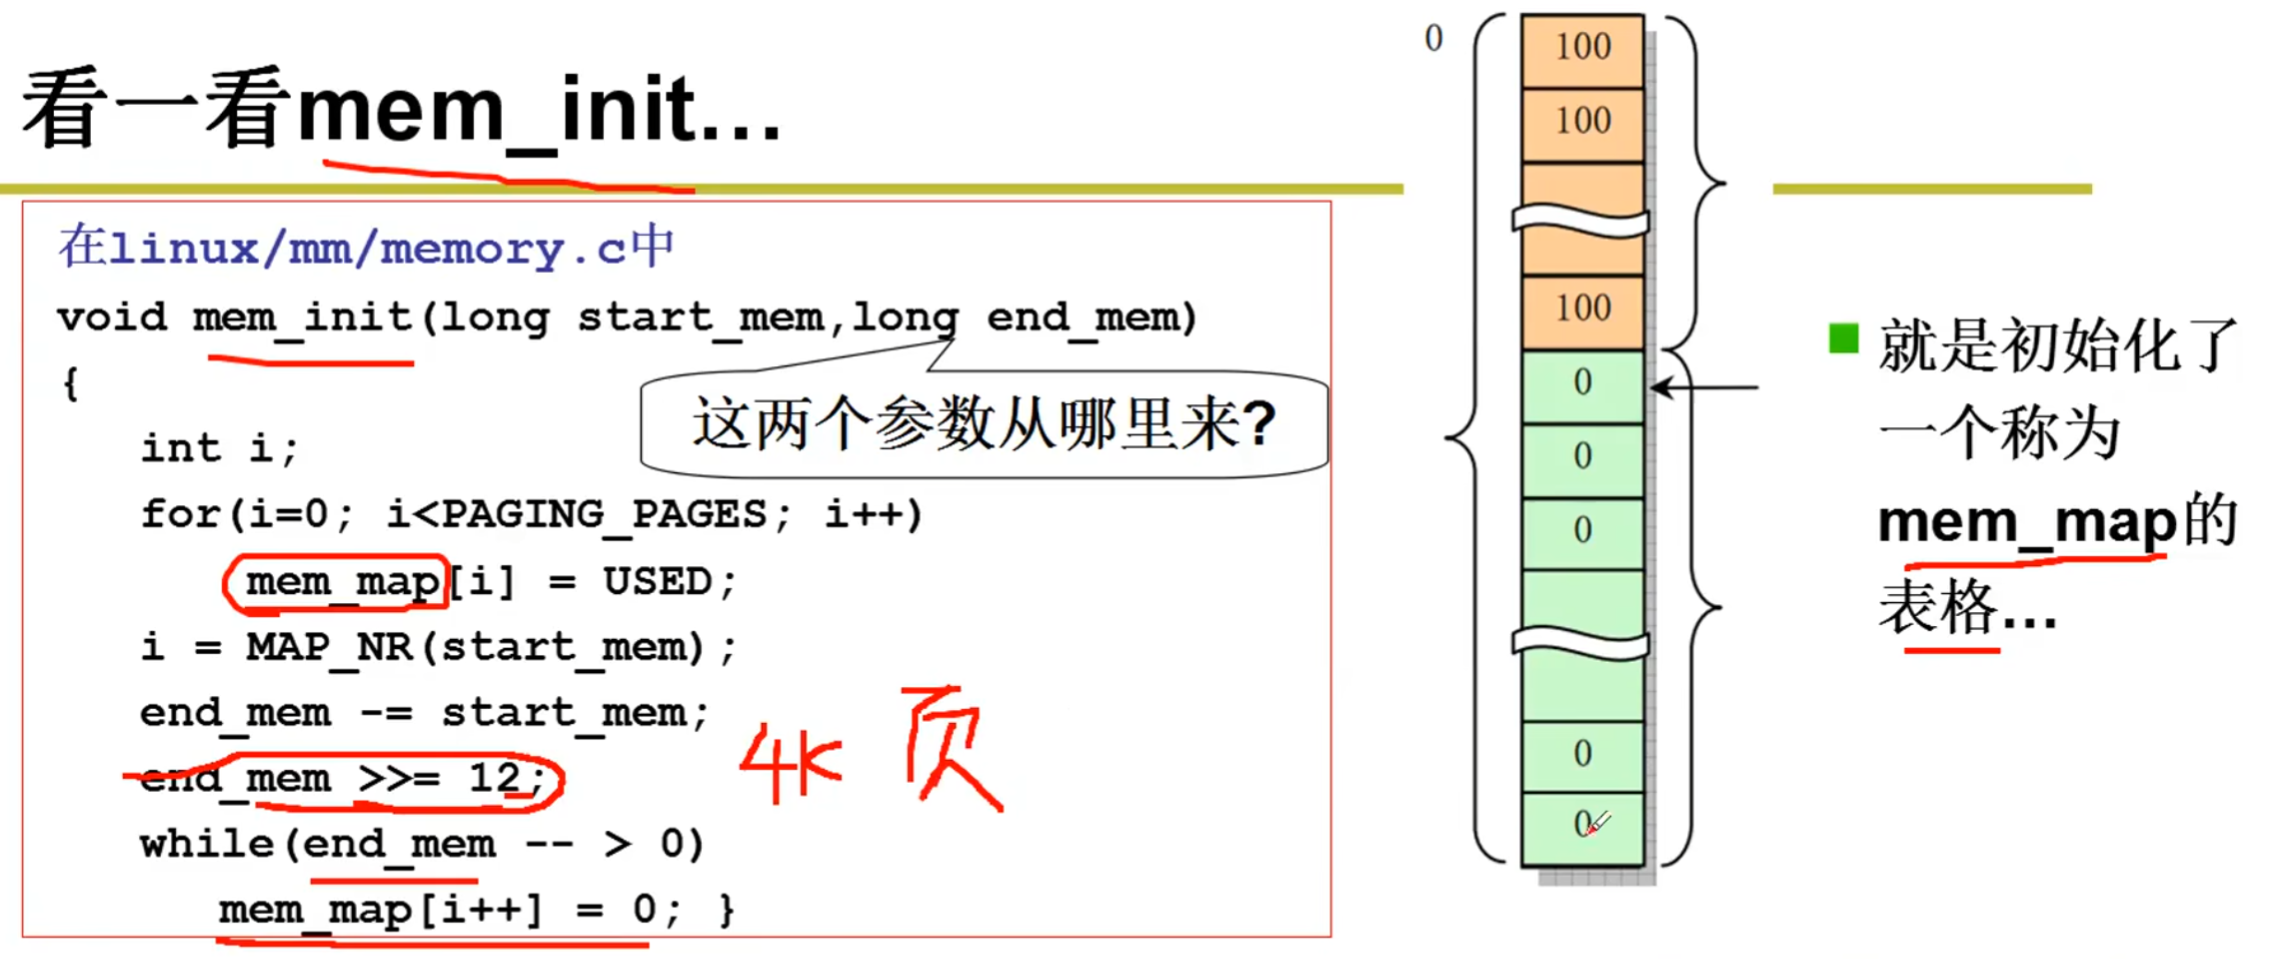 看一看mem_init...
在linux/mm/memory.c中
void mem_init(long start_mem,long end_mem)
{
这两个参数从哪里来?
int i;
for(i=0; i<PAGING_PAGES; i++)
mem_map[i] = USED;
i = MAP_NR(start_mem);
end_mem -= start_mem;
end_mem >>= 12;
4K 页
while(end_mem -- > 0)
mem_map[i++] = 0; }
0
100
100
100
0
0
0
0
0
就是初始化了
一个称为
mem_map的
表格...